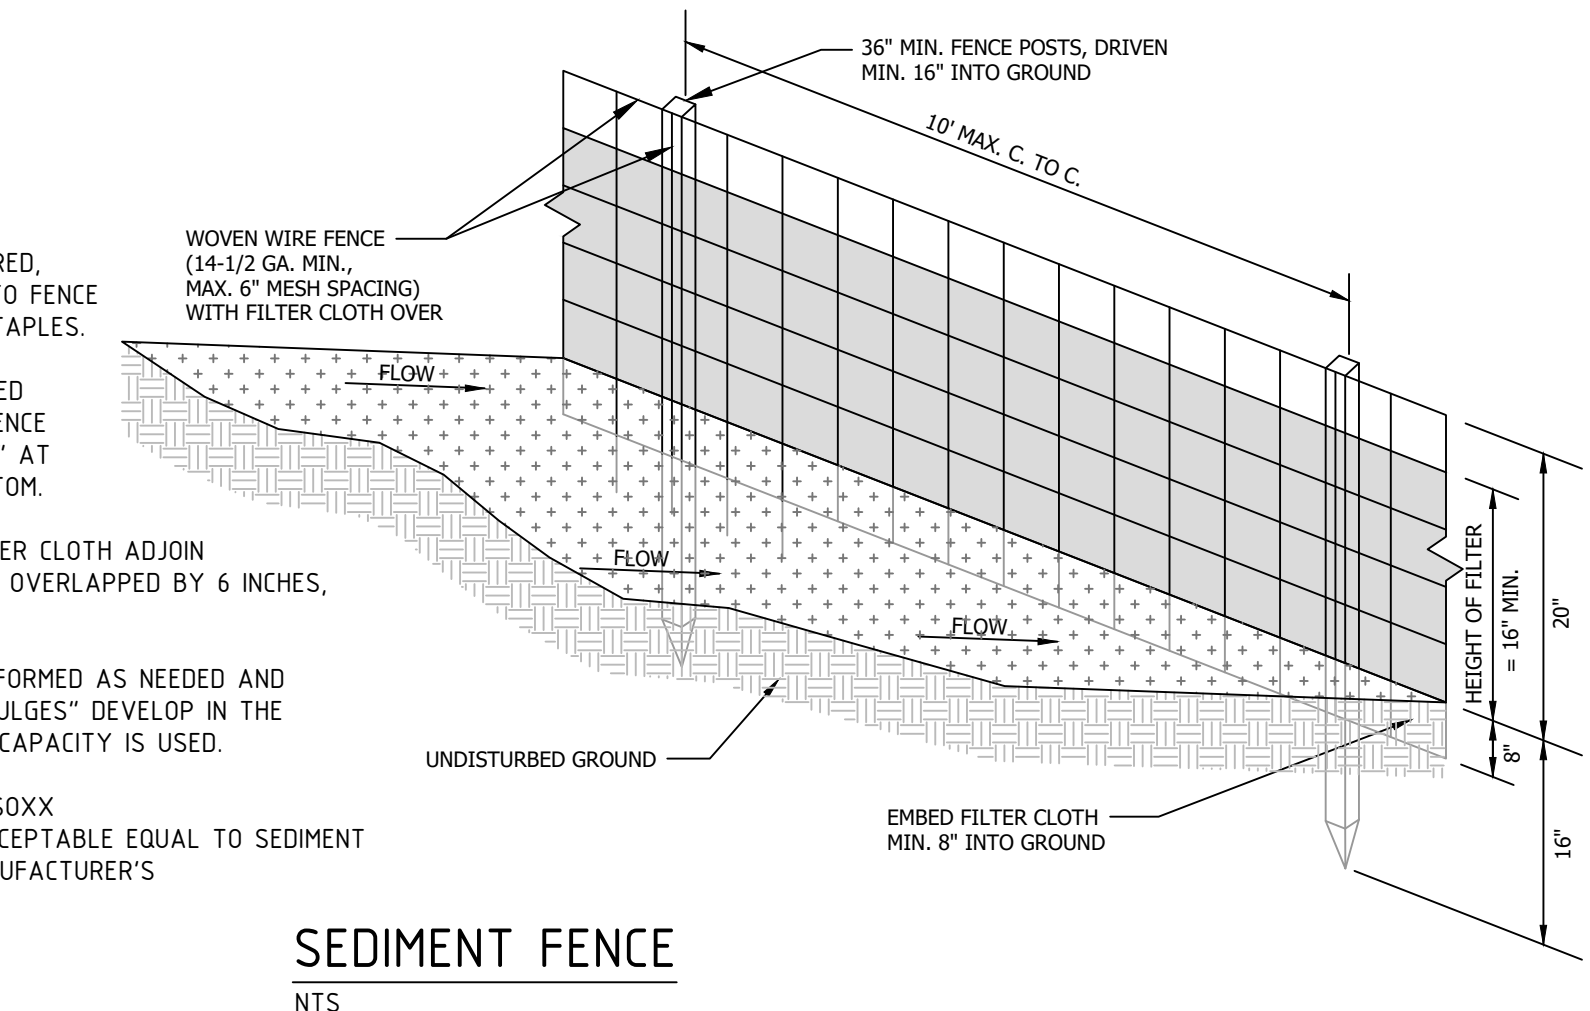 36" MIN. FENCE POSTS, DRIVEN
MIN. 16" INTO GROUND
10' MAX. C. TO C.
WOVEN WIRE FENCE
(14-1/2 GA. MIN.,
MAX. 6" MESH SPACING)
WITH FILTER CLOTH OVER
RED,
TO FENCE
TAPLES.
ED
ENCE
" AT
TOM.
ER CLOTH ADJOIN
OVERLAPPED BY 6 INCHES,
FORMED AS NEEDED AND
ULGES" DEVELOP IN THE
CAPACITY IS USED.
SOXX
CEPTABLE EQUAL TO SEDIMENT
UFACTURER'S
FLOW
FLOW
FLOW
HEIGHT OF FILTER
= 16" MIN.
20"
8"
16"
UNDISTURBED GROUND
EMBED FILTER CLOTH
MIN. 8" INTO GROUND
SEDIMENT FENCE
NTS